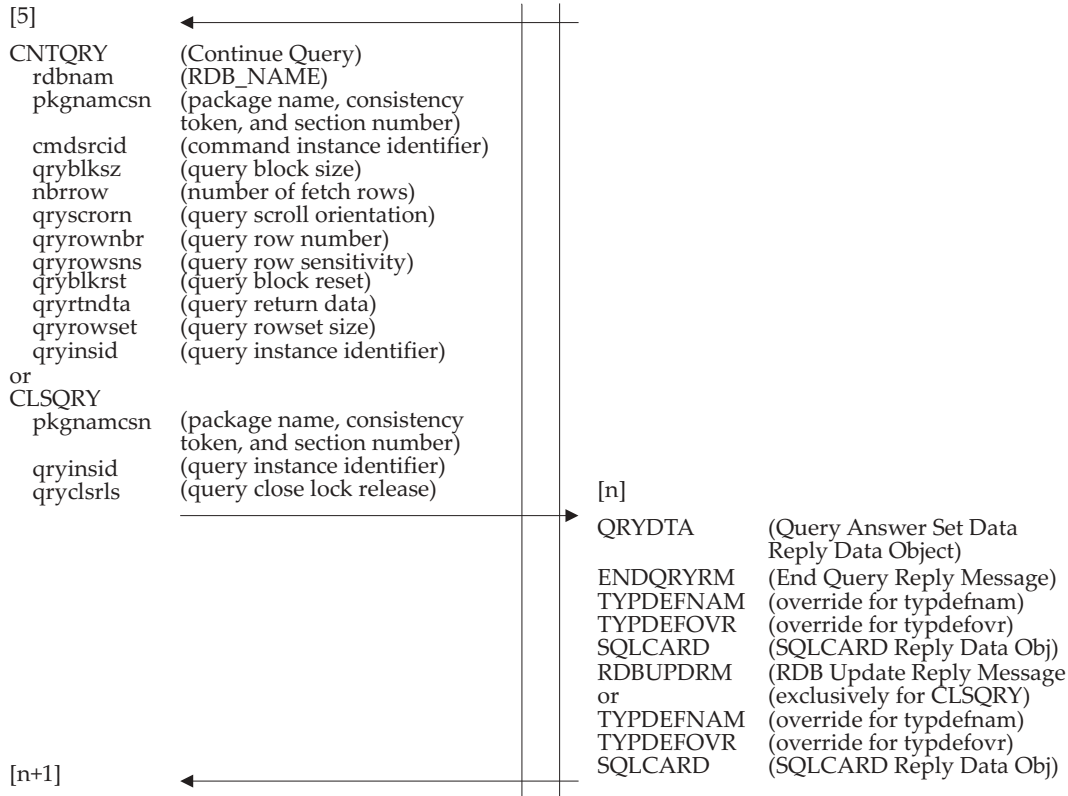 [5]
CNTQRY (Continue Query)
rdbnam (RDB_NAME)
pkgnamcsn (package name, consistency
token, and section number)
cmdsrcid (command instance identifier)
qryblksz (query block size)
nbrrow (number of fetch rows)
qryscrorn (query scroll orientation)
qryrownbr (query row number)
qryrowsns (query row sensitivity)
qryblkrst (query block reset)
qryrtndta (query return data)
qryrowset (query rowset size)
qryinsid (query instance identifier)
or
CLSQRY
pkgnamcsn (package name, consistency
token, and section number)
qryinsid (query instance identifier)
qryclsrls (query close lock release)
[n]
QRYDTA (Query Answer Set Data
Reply Data Object)
ENDQRYRM (End Query Reply Message)
TYPDEFNAM (override for typdefnam)
TYPDEFOVR (override for typdefovr)
SQLCARD (SQLCARD Reply Data Obj)
RDBUPDRM (RDB Update Reply Message
or (exclusively for CLSQRY)
TYPDEFNAM (override for typdefnam)
TYPDEFOVR (override for typdefovr)
SQLCARD (SQLCARD Reply Data Obj)
[n+1]